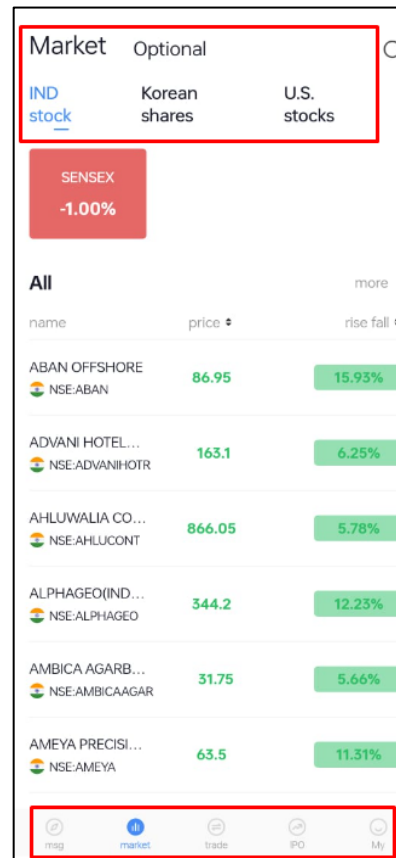 Market Optional
IND stock Korean shares U.S. stocks
SENSEX
-1.00%
All more
name price rise fall
ABAN OFFSHORE
NSE:ABAN 86.95 15.93%
ADVANI HOTEL...
NSE:ADVANIHOTR 163.1 6.25%
AHLUWALIA CO...
NSE:AHLUCONT 866.05 5.78%
ALPHAGEO(IND...
NSE:ALPHAGEO 344.2 12.23%
AMBICA AGARB...
NSE:AMBICAAGAR 31.75 5.66%
AMEYA PRECISI...
NSE:AMEYA 63.5 11.31%
msg market trade IPO My